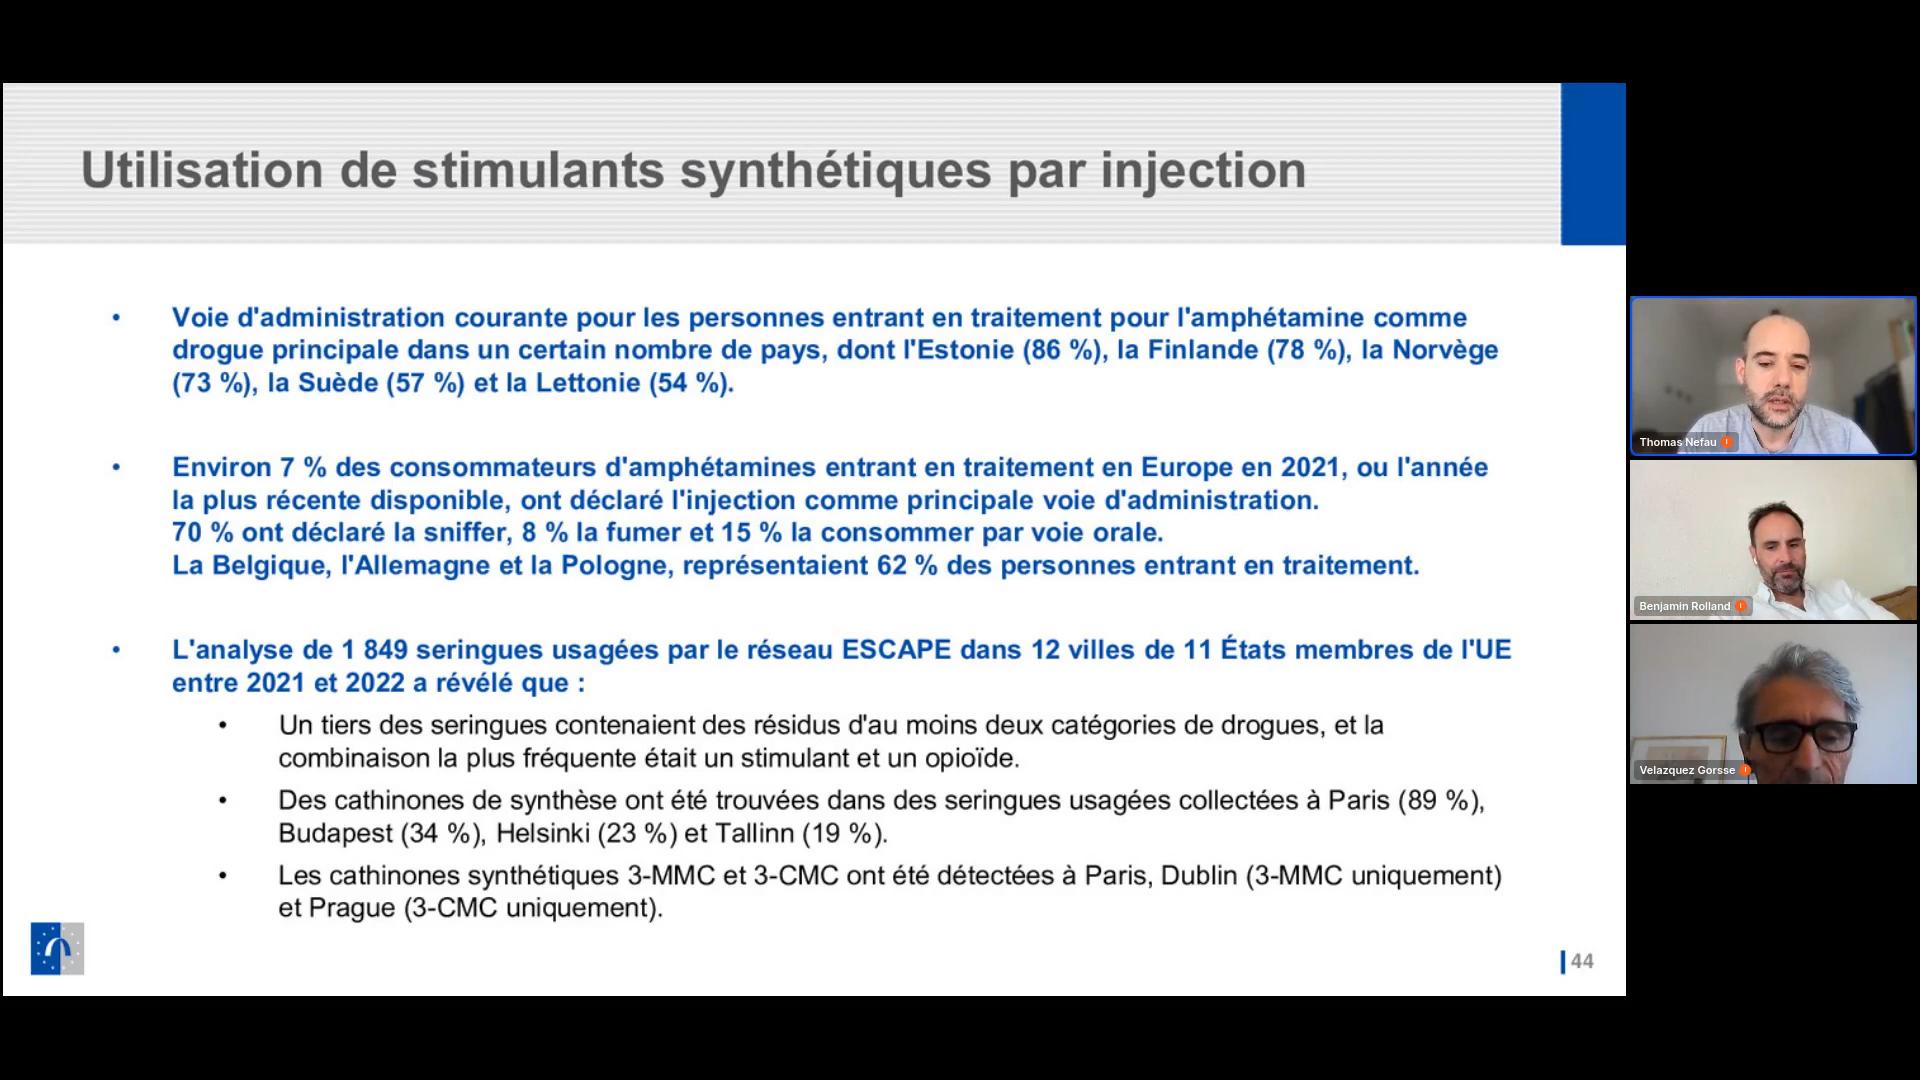 Utilisation de stimulants synthétiques par injection
• Voie d'administration courante pour les personnes entrant en traitement pour l'amphétamine comme
drogue principale dans un certain nombre de pays, dont l'Estonie (86 %), la Finlande (78 %), la Norvège
(73 %), la Suède (57 %) et la Lettonie (54 %).
• Environ 7 % des consommateurs d'amphétamines entrant en traitement en Europe en 2021, ou l'année
la plus récente disponible, ont déclaré l'injection comme principale voie d'administration.
70 % ont déclaré la sniffer, 8 % la fumer et 15 % la consommer par voie orale.
La Belgique, l'Allemagne et la Pologne, représentaient 62 % des personnes entrant en traitement.
• L'analyse de 1 849 seringues usagées par le réseau ESCAPE dans 12 villes de 11 États membres de l'UE
entre 2021 et 2022 a révélé que :
• Un tiers des seringues contenaient des résidus d'au moins deux catégories de drogues, et la
combinaison la plus fréquente était un stimulant et un opioïde.
• Des cathinones de synthèse ont été trouvées dans des seringues usagées collectées à Paris (89 %),
Budapest (34 %), Helsinki (23 %) et Tallinn (19 %).
• Les cathinones synthétiques 3-MMC et 3-CMC ont été détectées à Paris, Dublin (3-MMC uniquement)
et Prague (3-CMC uniquement).
44
Thomas Nefau
Benjamin Rolland
Velazquez Gorsse